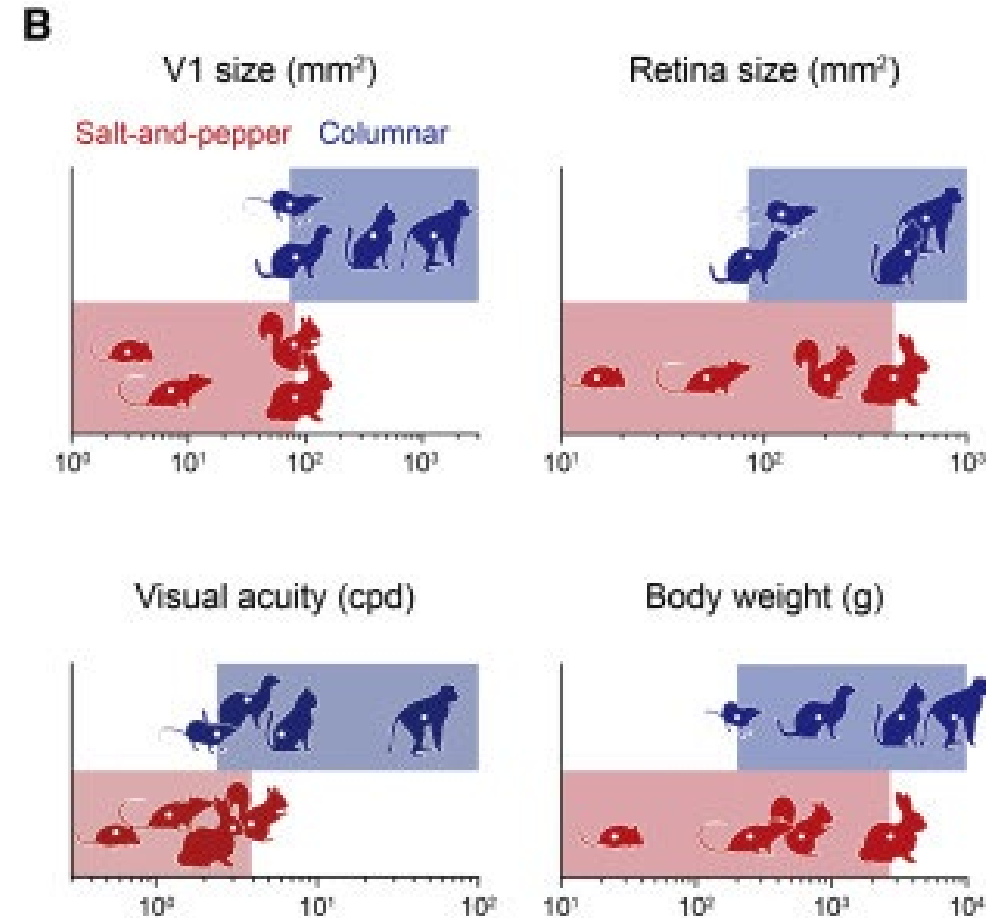 B
V1 size (mm²)
Retina size (mm²)
Salt-and-pepper Columnar
10⁰ 10¹ 10² 10³
10¹ 10² 10³
Visual acuity (cpd)
Body weight (g)
10⁰ 10¹ 10²
10¹ 10² 10³ 10⁴